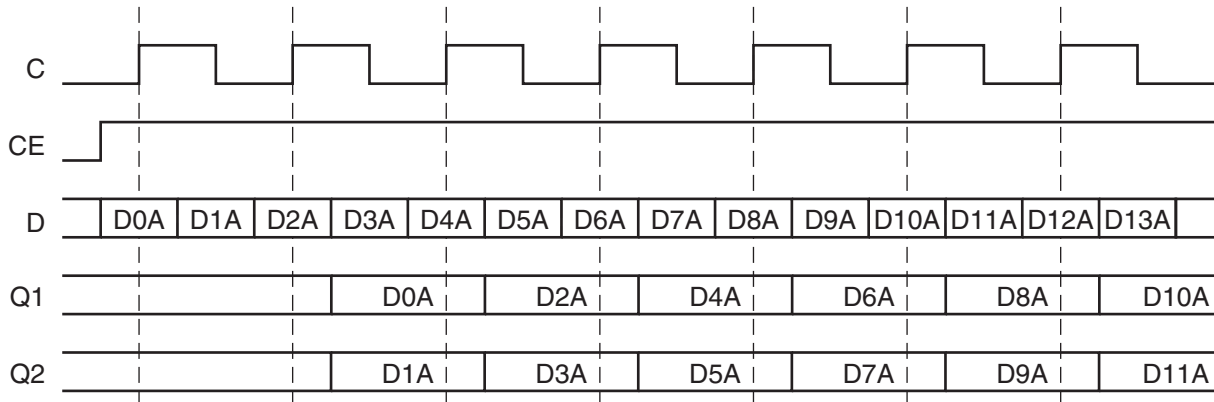 C
CE
D D0A D1A D2A D3A D4A D5A D6A D7A D8A D9A D10A D11A D12A D13A
Q1 D0A D2A D4A D6A D8A D10A
Q2 D1A D3A D5A D7A D9A D11A